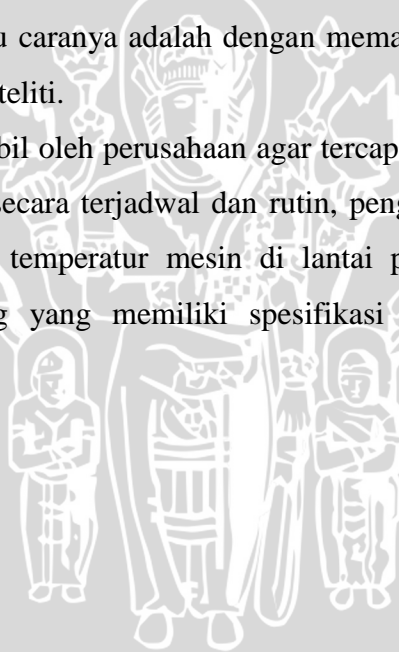 caranya adalah dengan mema
teliti.
bil oleh perusahaan agar tercap
secara terjadwal dan rutin, peng
temperatur mesin di lantai p
yang memiliki spesifikasi